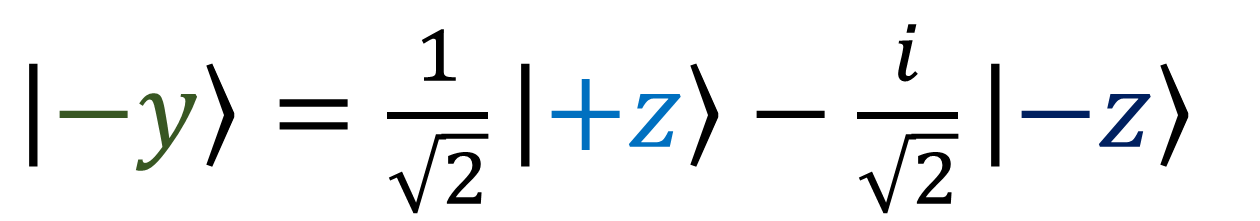 |−y⟩ = 1/√2 |+z⟩ − i/√2 |−z⟩